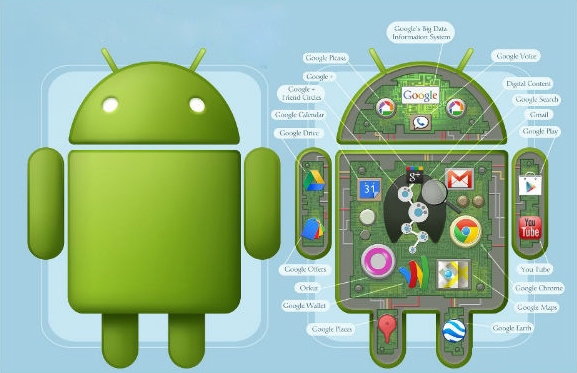 Google's Big Data
Information System
Google Picasa
Google Voice
Google +
Digital Content
Google +
Friend Circles
Google Search
Google Calendar
Gmail
Google Drive
Google Play
Google
g+
31
You
Tube
Google Offers
You Tube
Orkut
Google Chrome
Google Wallet
Google Maps
Google Places
Google Earth